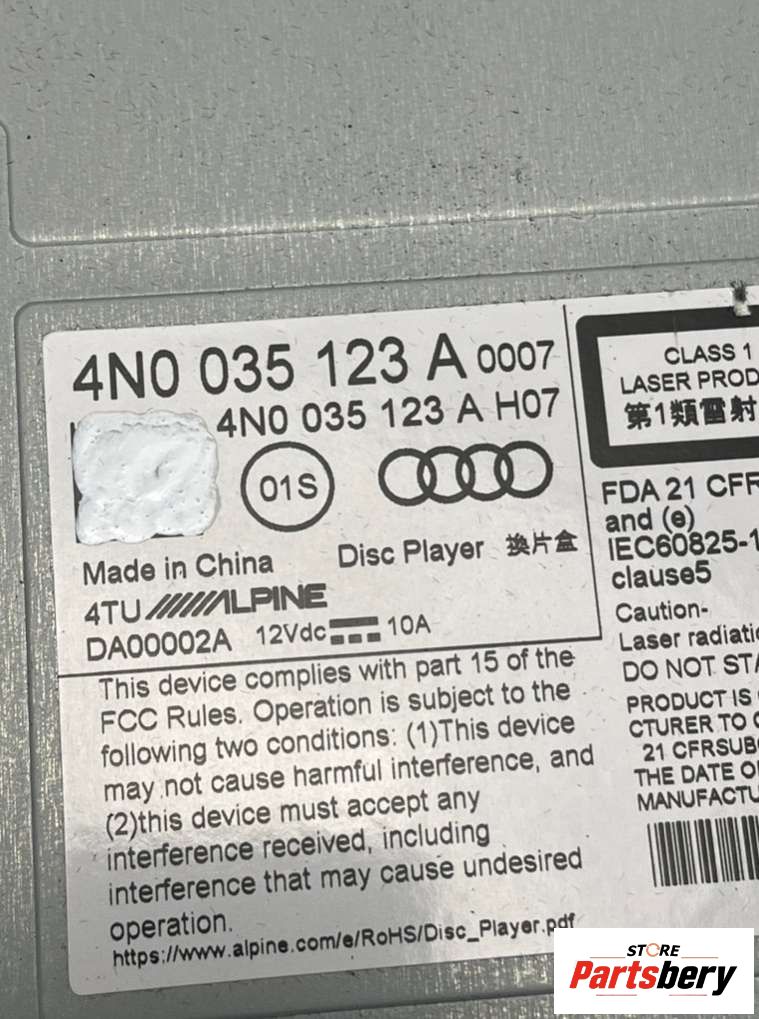 4N0 035 123 A 0007
4N0 035 123 A H07
01S
Made in China
Disc Player 換片盒
4TU ALPINE
DA00002A 12Vdc 10A
This device complies with part 15 of the
FCC Rules. Operation is subject to the
following two conditions: (1)This device
may not cause harmful interference, and
(2)this device must accept any
interference received, including
interference that may cause undesired
operation.
https://www.alpine.com/e/RoHS/Disc_Player.pdf
CLASS 1
LASER PROD
第1類雷射
FDA 21 CFR
and (e)
IEC60825-1
clause5
Caution-
Laser radiatio
DO NOT STA
PRODUCT IS
CTURER TO
21 CFRSUB
THE DATE O
MANUFACTU
STORE
Partsbery